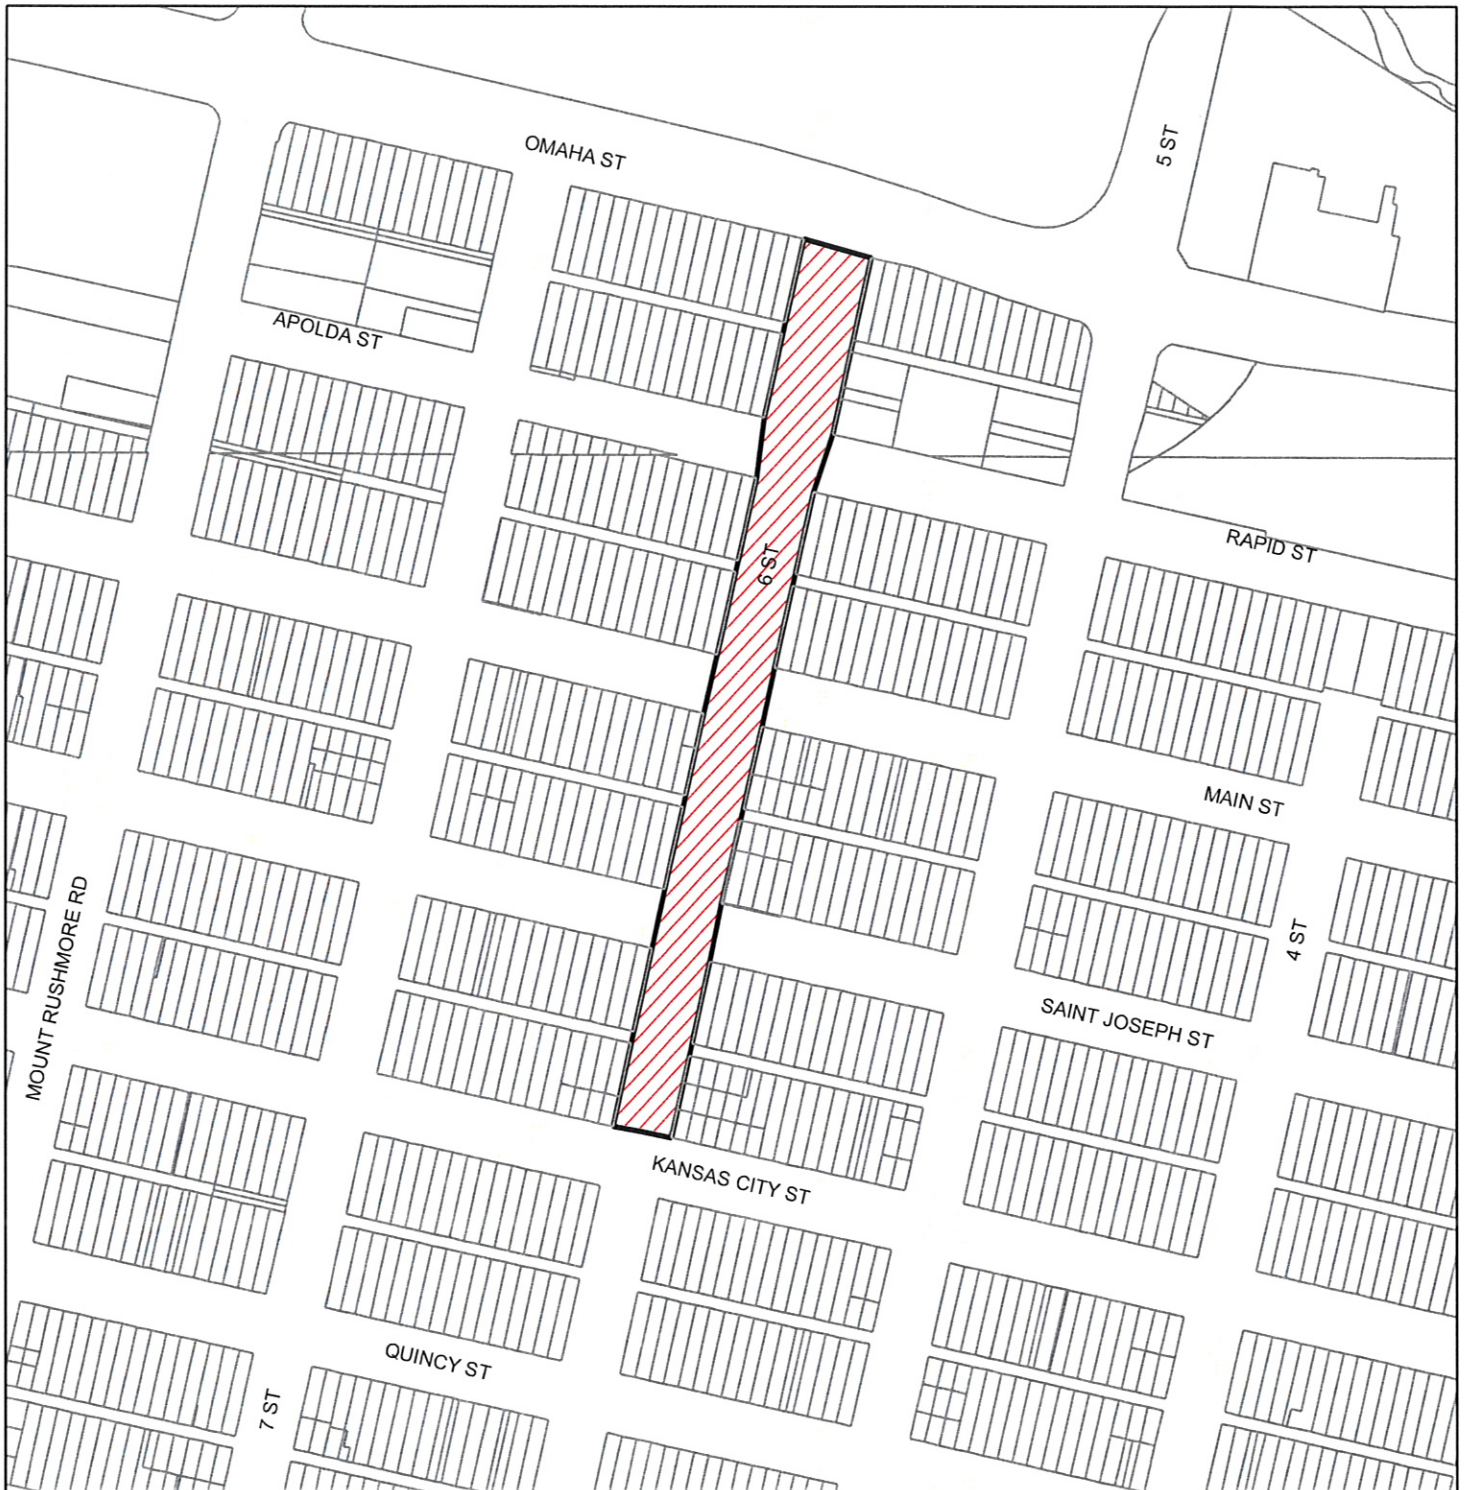 OMAHA ST
5 ST
APOLDA ST
RAPID ST
6 ST
MAIN ST
MOUNT RUSHMORE RD
4 ST
SAINT JOSEPH ST
KANSAS CITY ST
QUINCY ST
7 ST